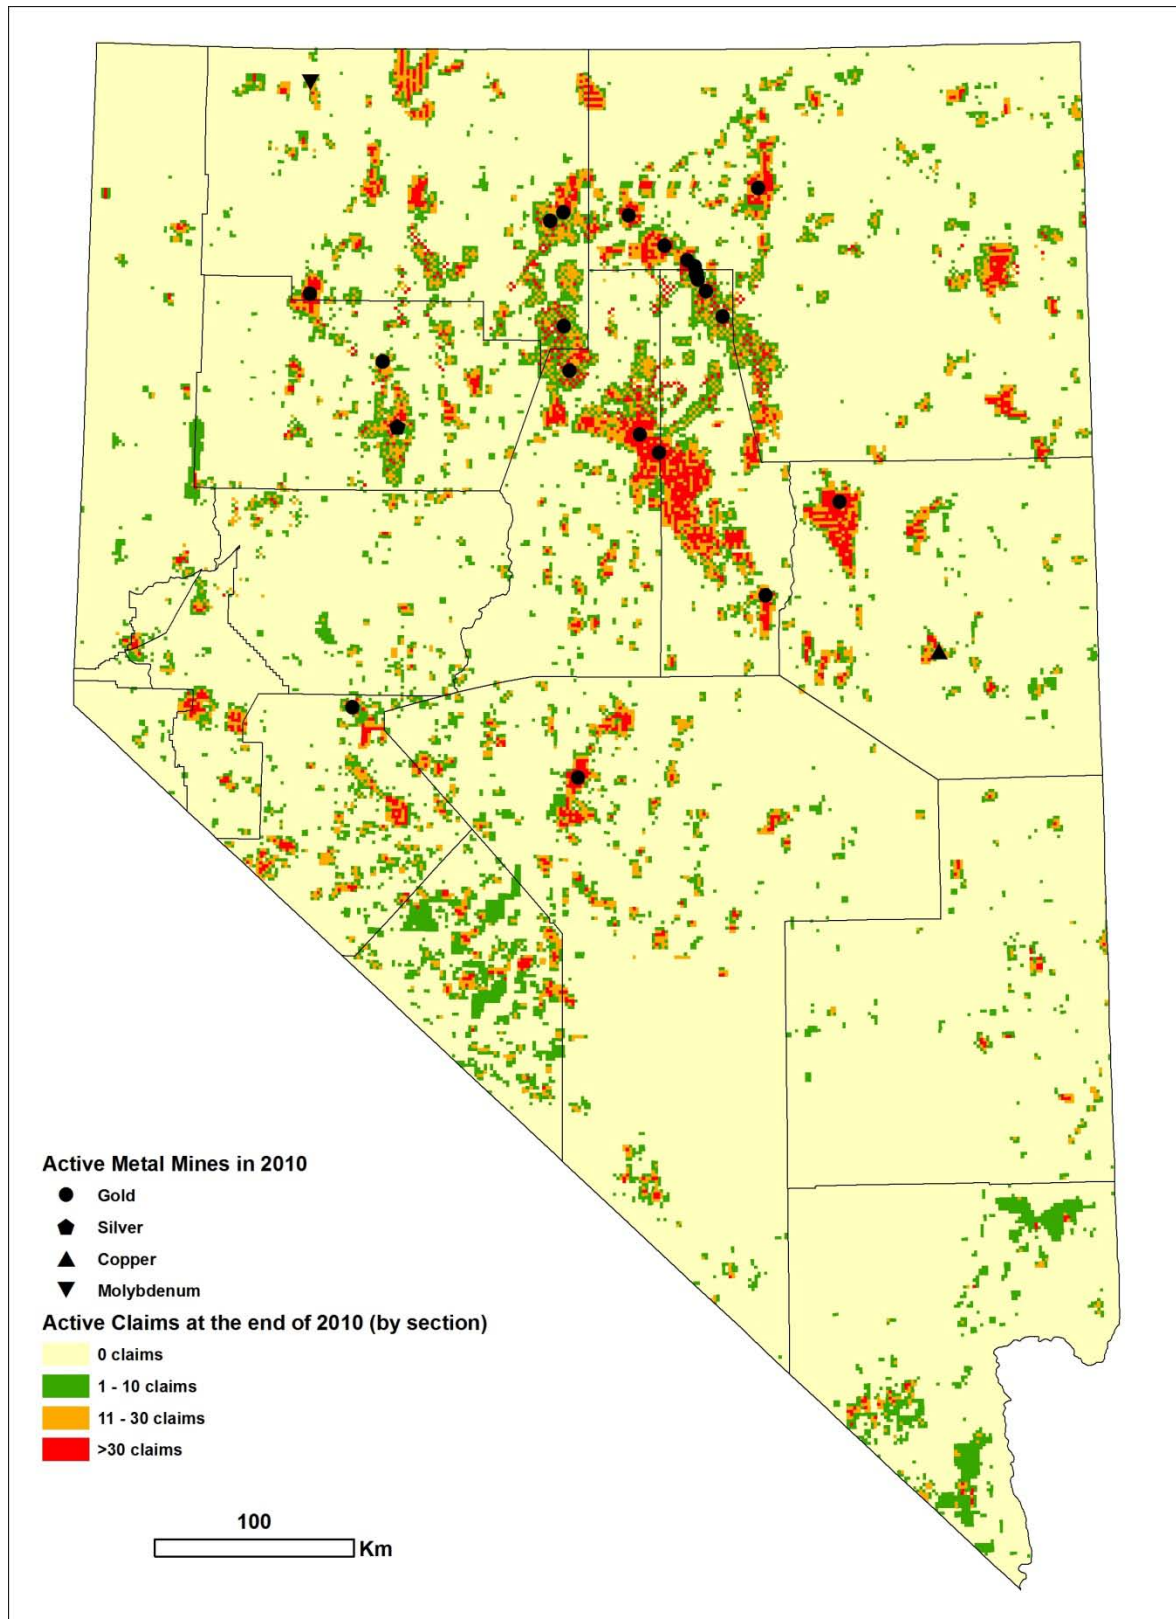 Active Metal Mines in 2010
Gold
Silver
Copper
Molybdenum
Active Claims at the end of 2010 (by section)
0 claims
1 - 10 claims
11 - 30 claims
>30 claims
100
Km